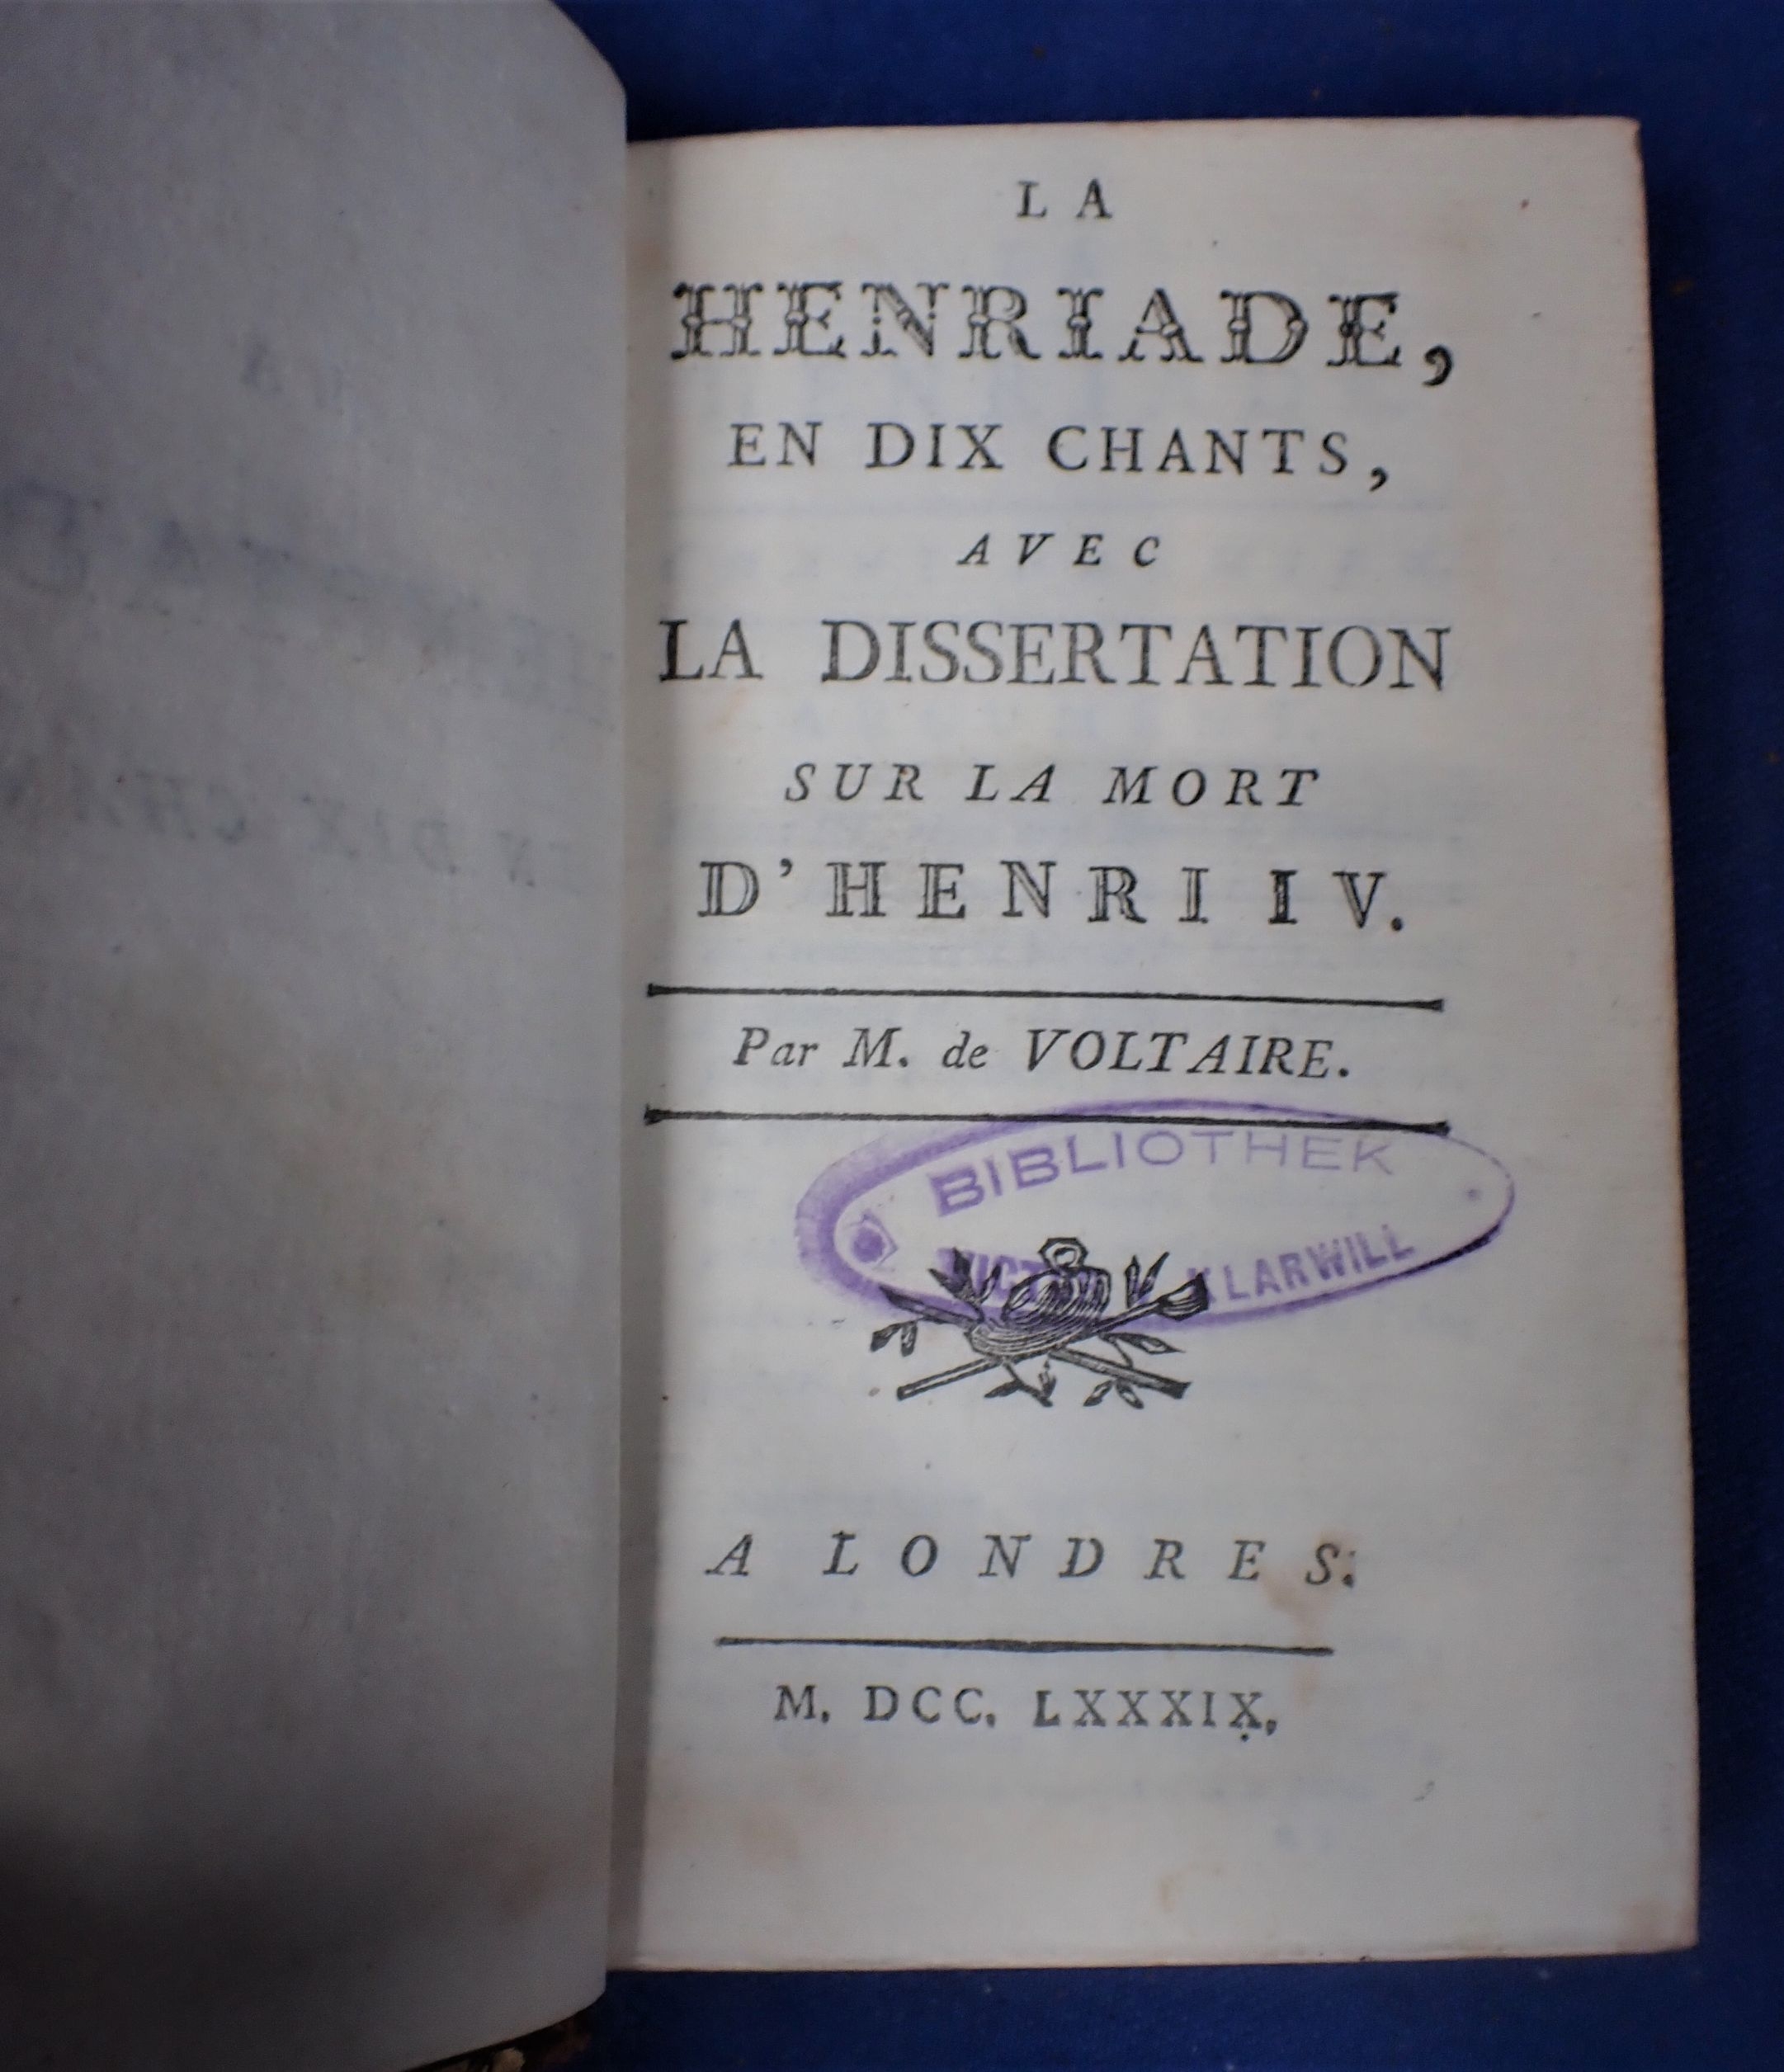 LA
HENRIADE,
EN DIX CHANTS,
AVEC
LA DISSERTATION
SUR LA MORT
D'HENRI IV.
Par M. de VOLTAIRE.
BIBLIOTHEK
KLARWILL
A LONDRES.
M. DCC. LXXXIX.